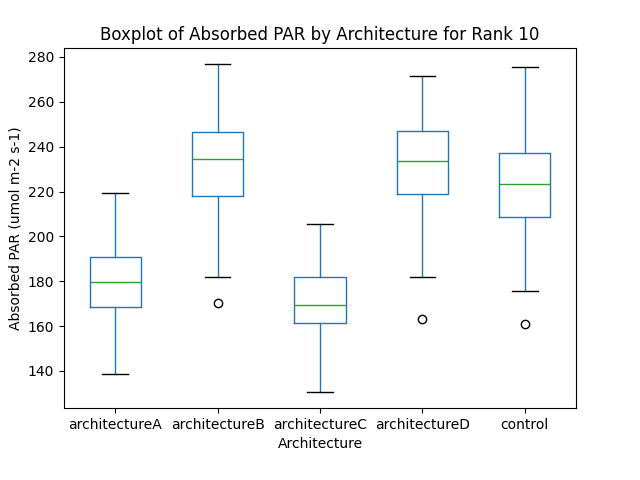 Boxplot of Absorbed PAR by Architecture for Rank 10
280
260
240
220
200
180
160
140
Absorbed PAR (umol m-2 s-1)
architectureA architectureB architectureC architectureD control
Architecture